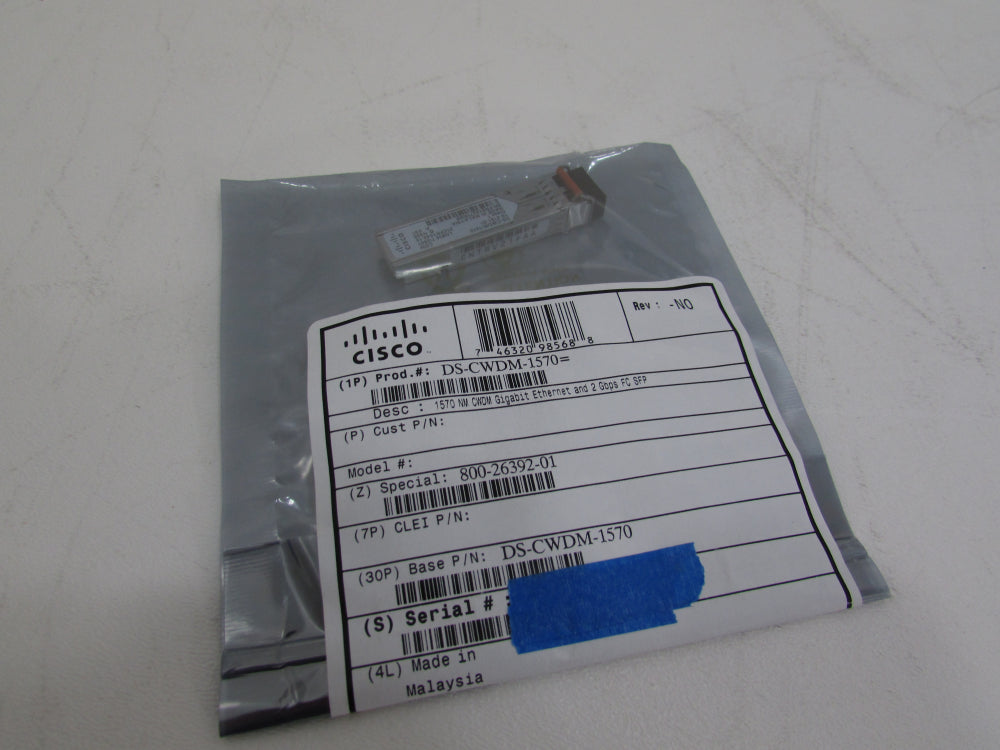 CISCO
CISCO
7 46320 98568 8
Rev : -NO
(1P) Prod.#: DS-CWDM-1570=
Desc : 1570 NM CWDM Gigabit Ethernet and 2 Gbps FC SFP
(P) Cust P/N:
Model #:
(Z) Special: 800-26392-01
(7P) CLEI P/N:
(30P) Base P/N: DS-CWDM-1570
(S) Serial # :
(4L) Made in
Malaysia